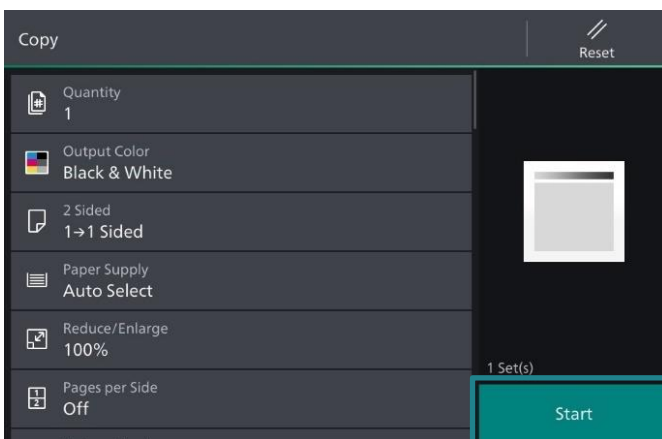 Copy
Reset
Quantity
1
Output Color
Black & White
2 Sided
1→1 Sided
Paper Supply
Auto Select
Reduce/Enlarge
100%
Pages per Side
Off
1 Set(s)
Start